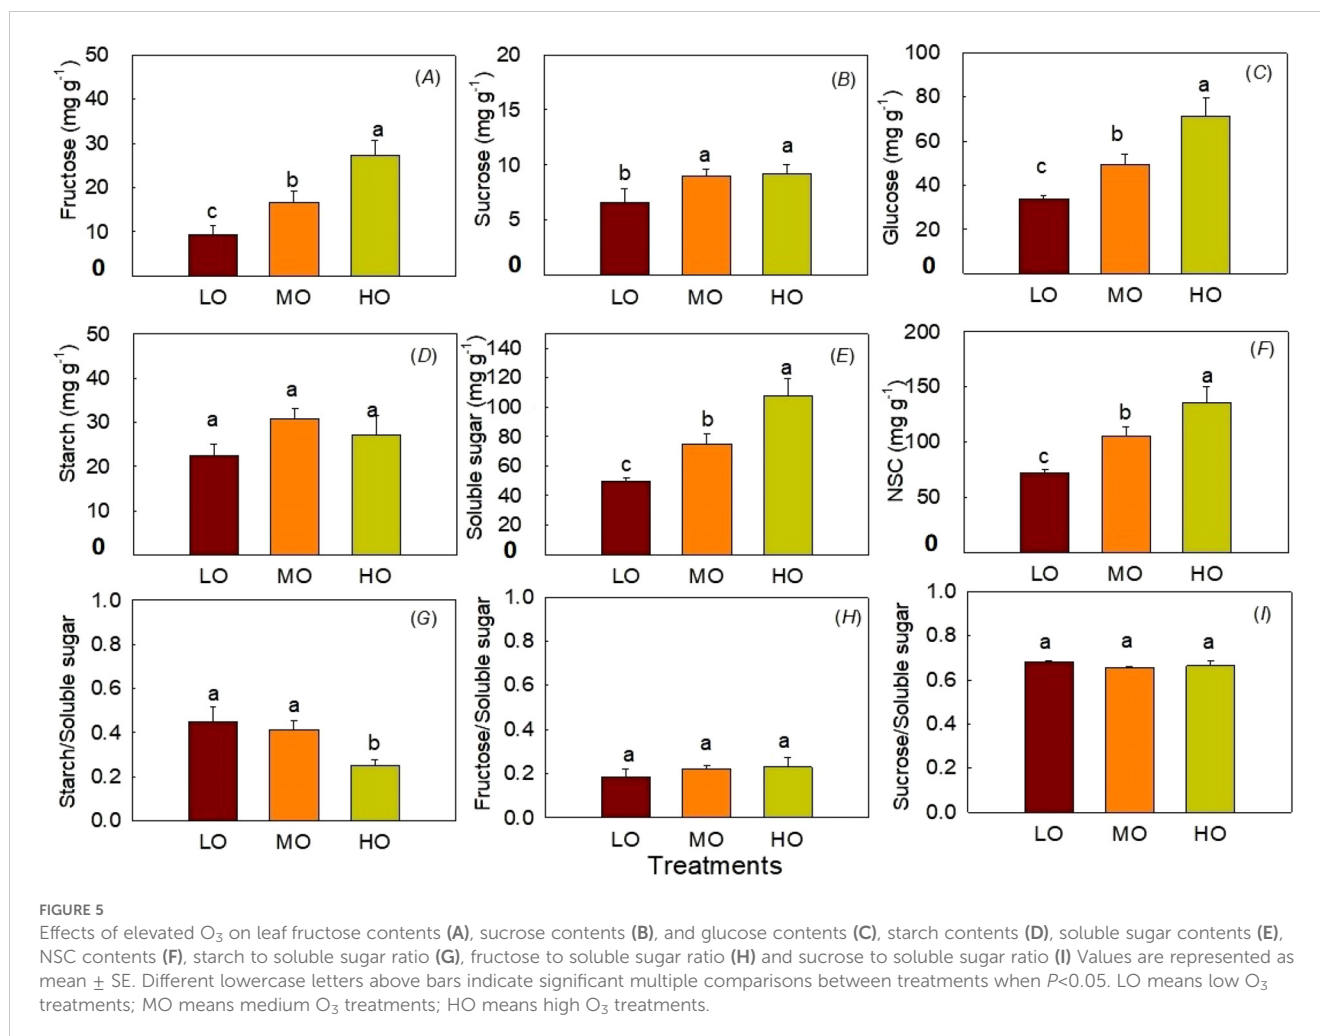 Fructose (mg g-1)
50
40
30
20
10
0
(A)
c
b
a
LO MO HO
Sucrose (mg g-1)
20
15
10
5
0
(B)
b
a
a
LO MO HO
Glucose (mg g-1)
100
80
60
40
20
0
(C)
c
b
a
LO MO HO
Starch (mg g-1)
50
40
30
20
10
0
(D)
a
a
a
LO MO HO
Soluble sugar (mg g-1)
140
120
100
80
60
40
20
0
(E)
c
b
a
LO MO HO
NSC (mg g-1)
200
150
100
50
0
(F)
c
b
a
LO MO HO
Starch/Soluble sugar
1.0
0.8
0.6
0.4
0.2
0.0
(G)
a
a
b
LO MO HO
Fructose/Soluble sugar
1.0
0.8
0.6
0.4
0.2
0.0
(H)
a
a
a
LO MO HO
Sucrose/Soluble sugar
1.0
0.8
0.6
0.4
0.2
0.0
(I)
a
a
a
LO MO HO
Treatments
FIGURE 5
Effects of elevated O3 on leaf fructose contents (A), sucrose contents (B), and glucose contents (C), starch contents (D), soluble sugar contents (E),
NSC contents (F), starch to soluble sugar ratio (G), fructose to soluble sugar ratio (H) and sucrose to soluble sugar ratio (I) Values are represented as
mean ± SE. Different lowercase letters above bars indicate significant multiple comparisons between treatments when P<0.05. LO means low O3
treatments; MO means medium O3 treatments; HO means high O3 treatments.